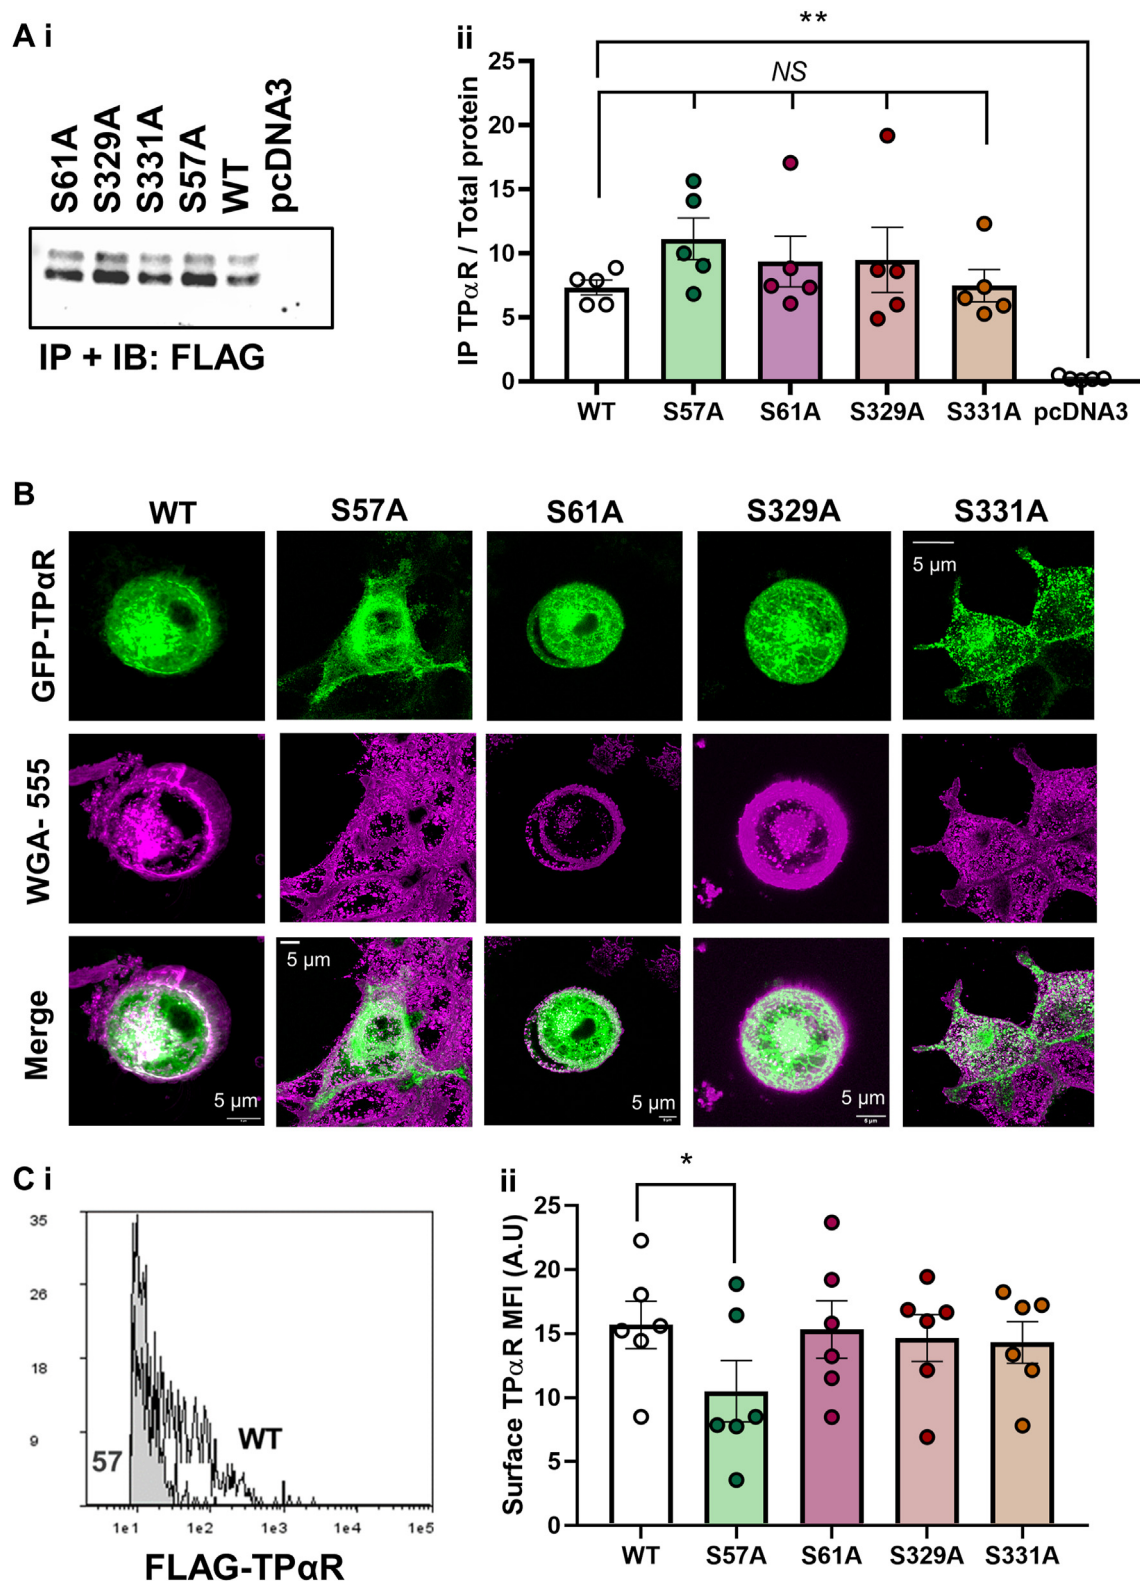 A i
S61A
S329A
S331A
S57A
WT
pcDNA3
IP + IB: FLAG
ii
**
NS
IP TPαR / Total protein
25
20
15
10
5
0
WT S57A S61A S329A S331A pcDNA3
B
WT S57A S61A S329A S331A
GFP-TPαR
5 µm
WGA- 555
Merge
5 µm
5 µm
5 µm
5 µm
C i
35
26
18
9
57
WT
1e1 1e2 1e3 1e4 1e5
FLAG-TPαR
ii
*
Surface TPαR MFI (A.U)
25
20
15
10
5
0
WT S57A S61A S329A S331A